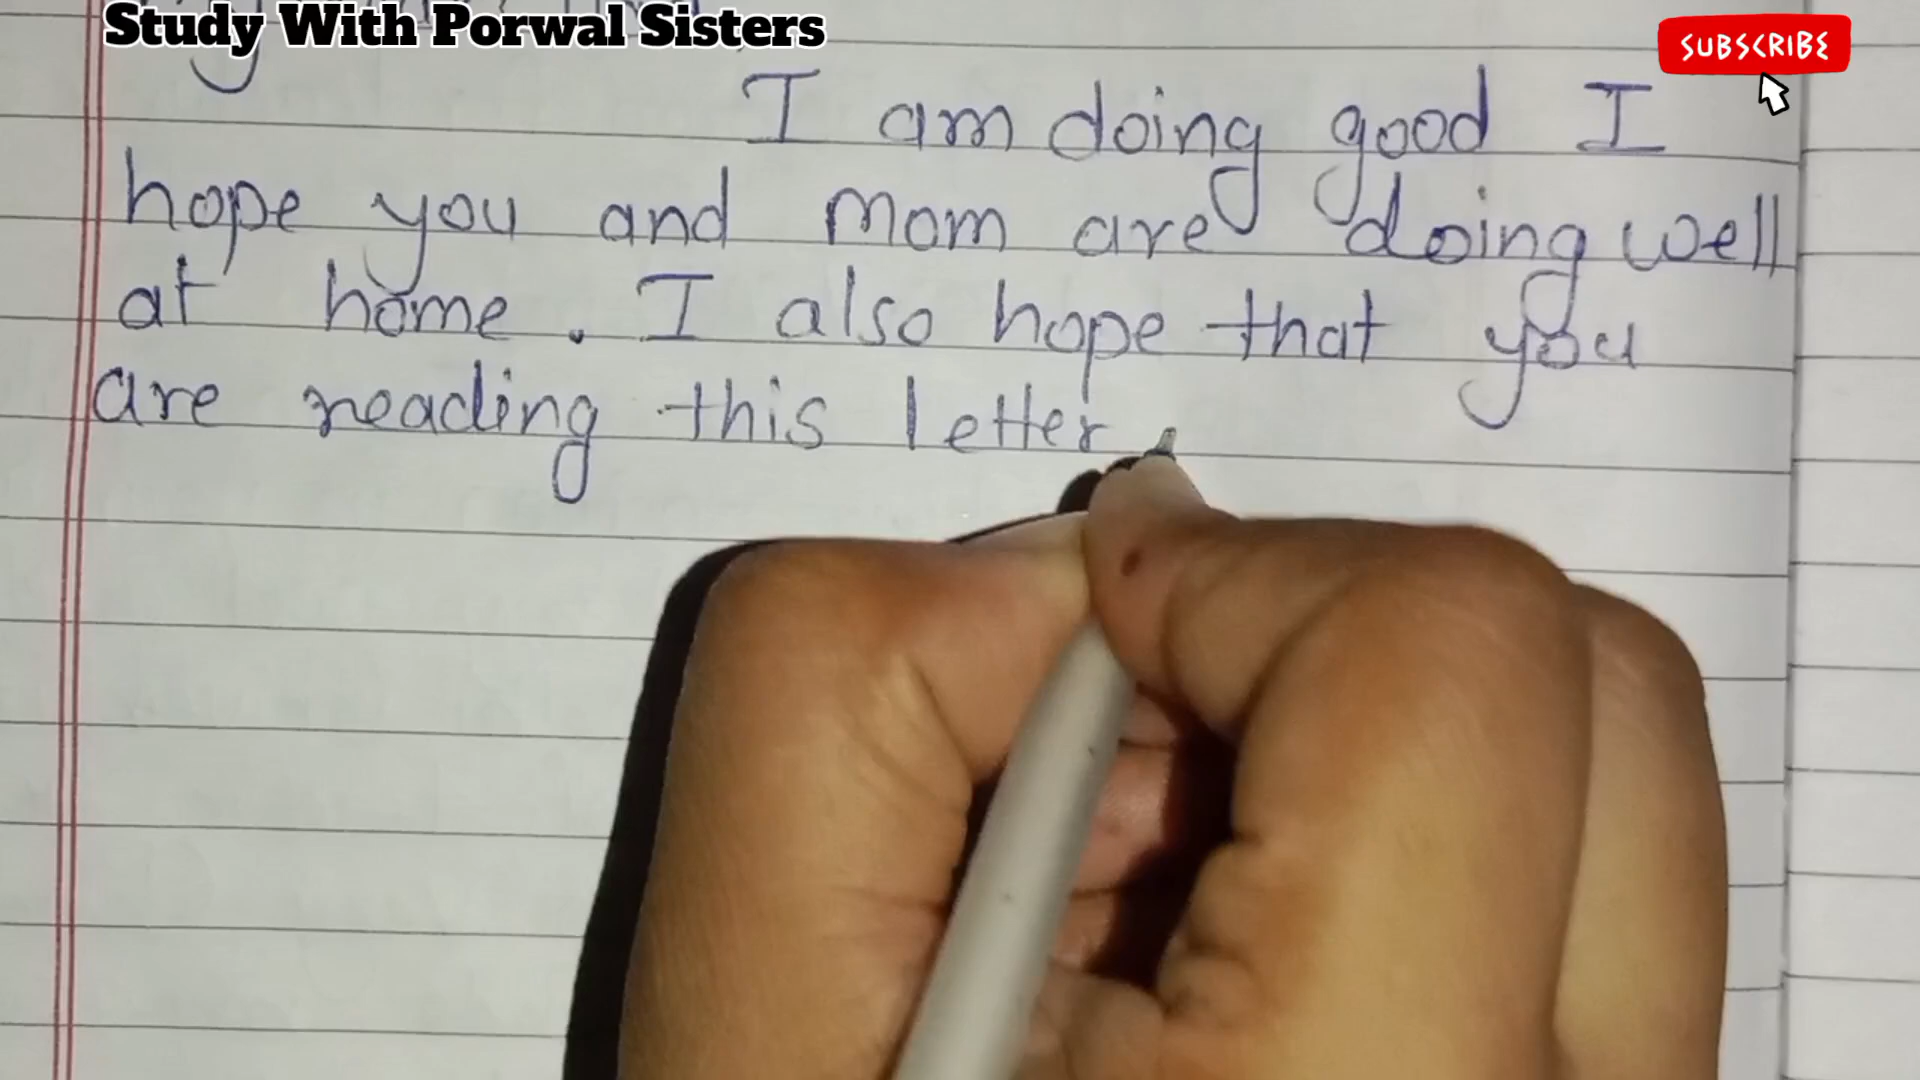 Study With Porwal Sisters
SUBSCRIBE
I am doing good I
hope you and mom are doing well
at home. I also hope that you
are reading this letter